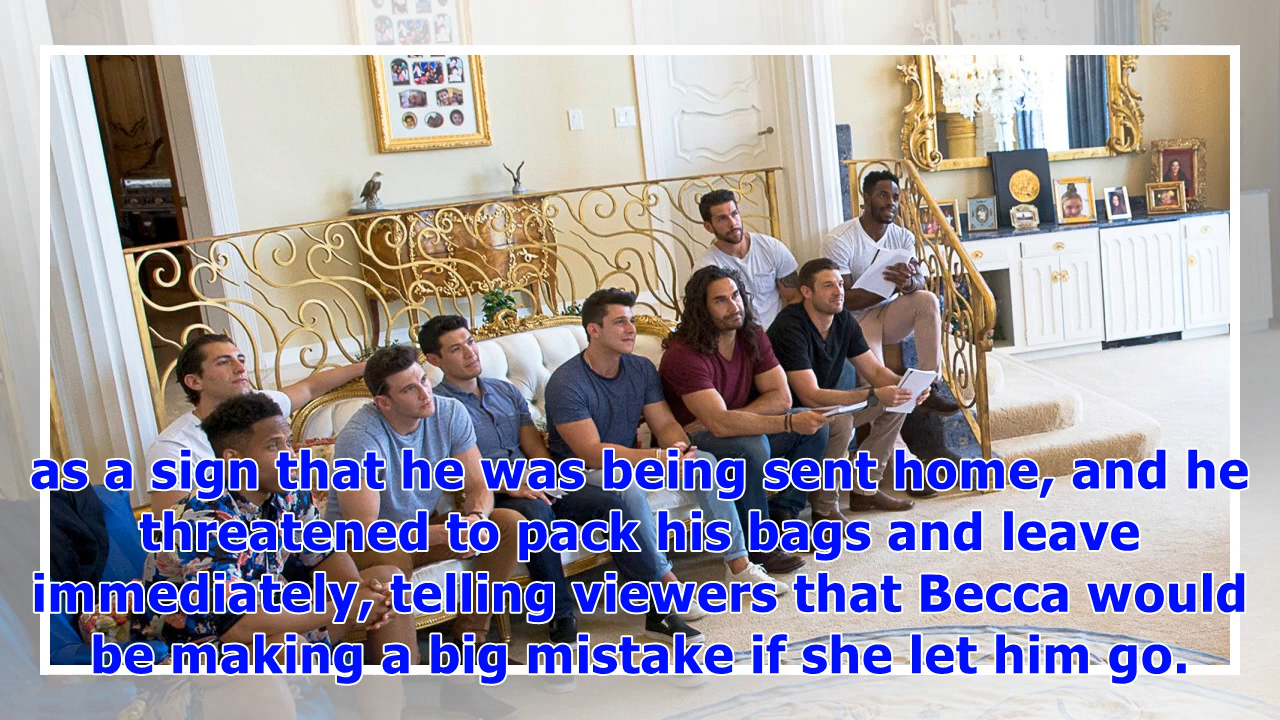 as a sign that he was being sent home, and he
threatened to pack his bags and leave
immediately, telling viewers that Becca would
be making a big mistake if she let him go.